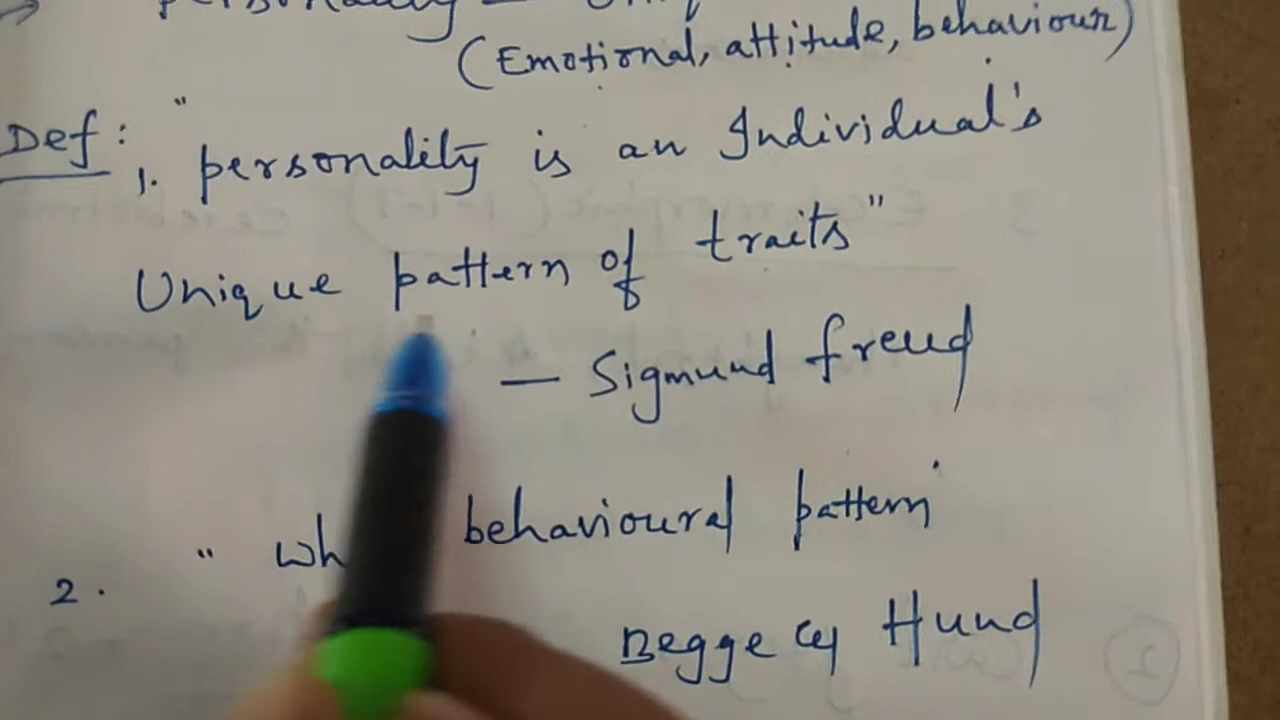 → personality —
(Emotional, attitude, behaviour)
Def:
1. "personality is an Individual's
Unique pattern of traits"
— Sigmund freud
2. " behavioural pattern
Hund